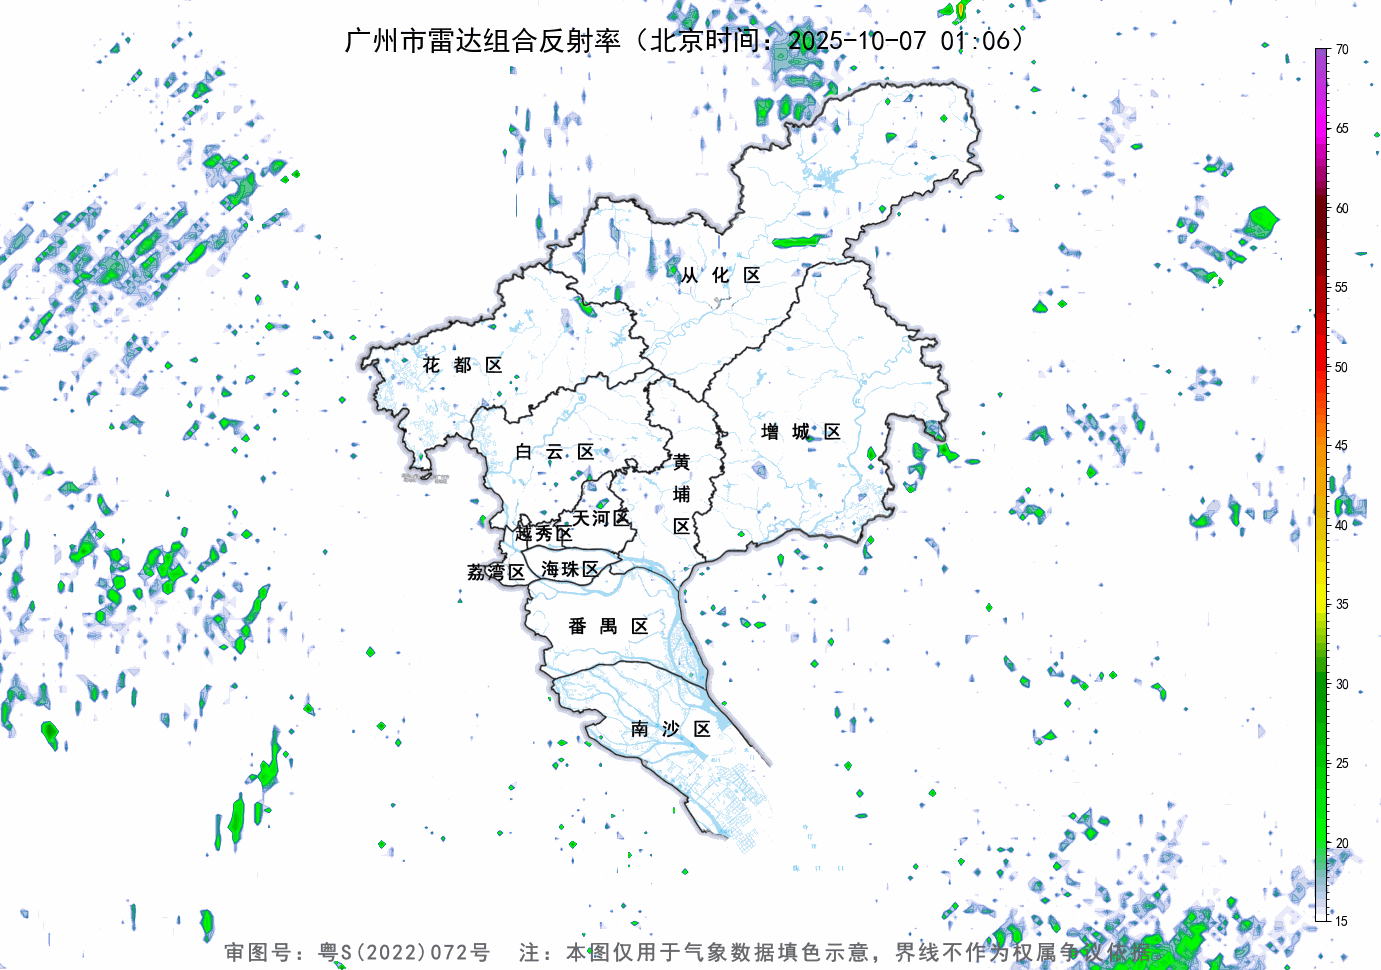 广州市雷达组合反射率（北京时间：2025-10-07 01:06）
70
65
60
55
50
45
40
35
30
25
20
15
从化区
花都区
增城区
白云区
黄埔区
天河区
越秀区
荔湾区
海珠区
番禺区
南沙区
审图号：粤S(2022)072号 注：本图仅用于气象数据填色示意，界线不作为权属争议依据